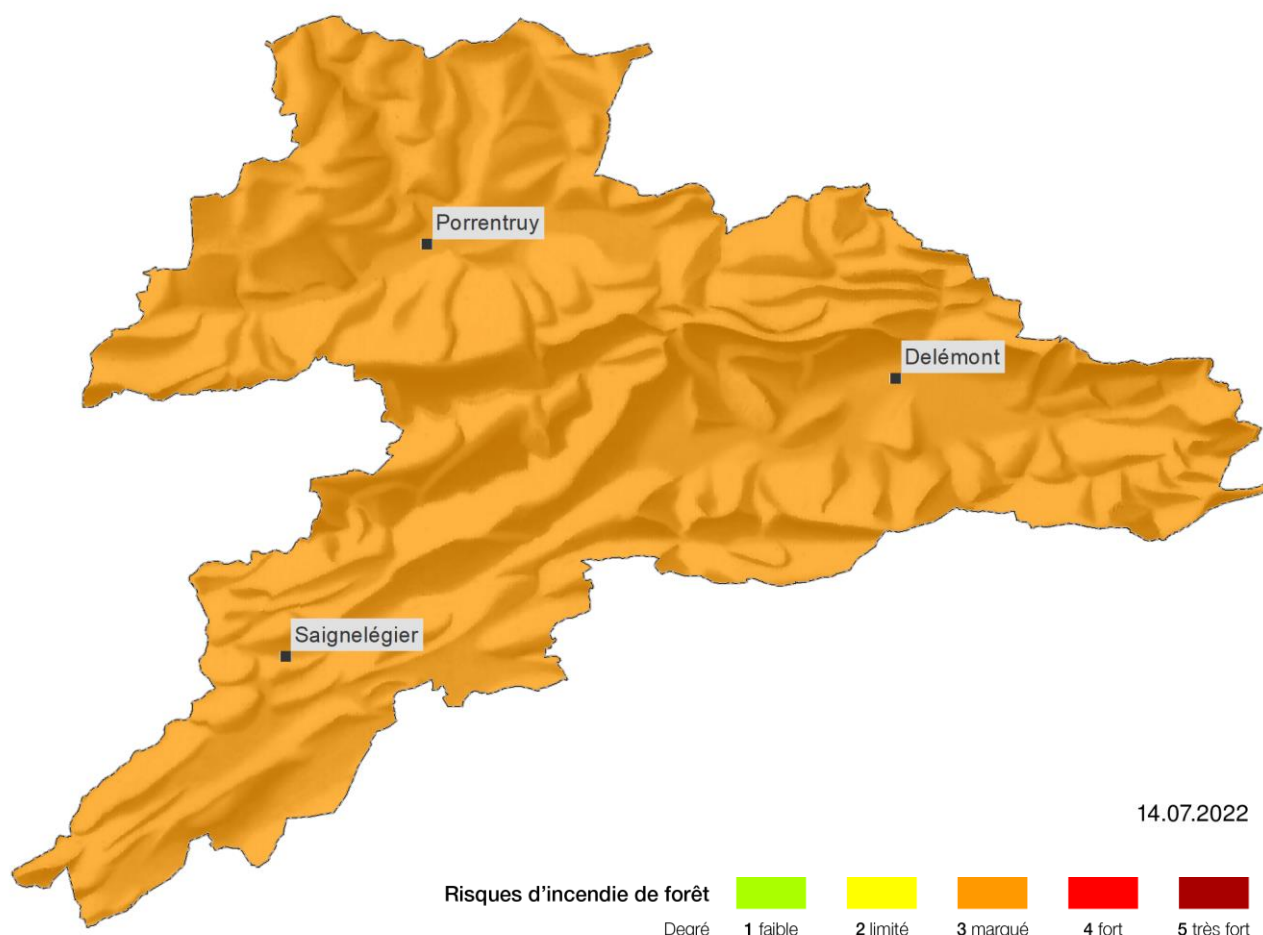 Porrentruy
Delémont
Saignelégier
14.07.2022
Risques d'incendie de forêt
Degré 1 faible 2 limité 3 marqué 4 fort 5 très fort